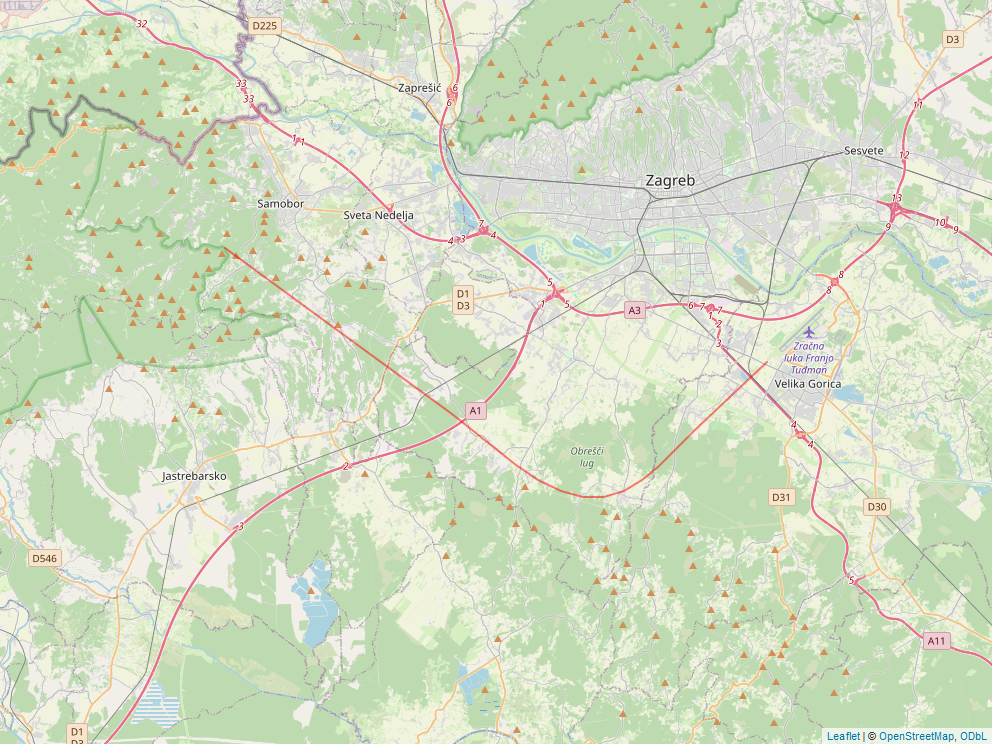 32
D225
D3
Zaprešić
6
6
33
33
11
1
1
12
Sesvete
Zagreb
Samobor
Sveta Nedelja
13
10
9
9
7
4
4
3
5
8
8
D1
D3
1
5
A3
6
7
7
1
2
3
Zračna
luka Franjo
Tuđman
Velika Gorica
A1
4
4
Obrešći
lug
2
Jastrebarsko
D31
D30
3
D546
5
A11
D1
D3
Leaflet | © OpenStreetMap, ODbL